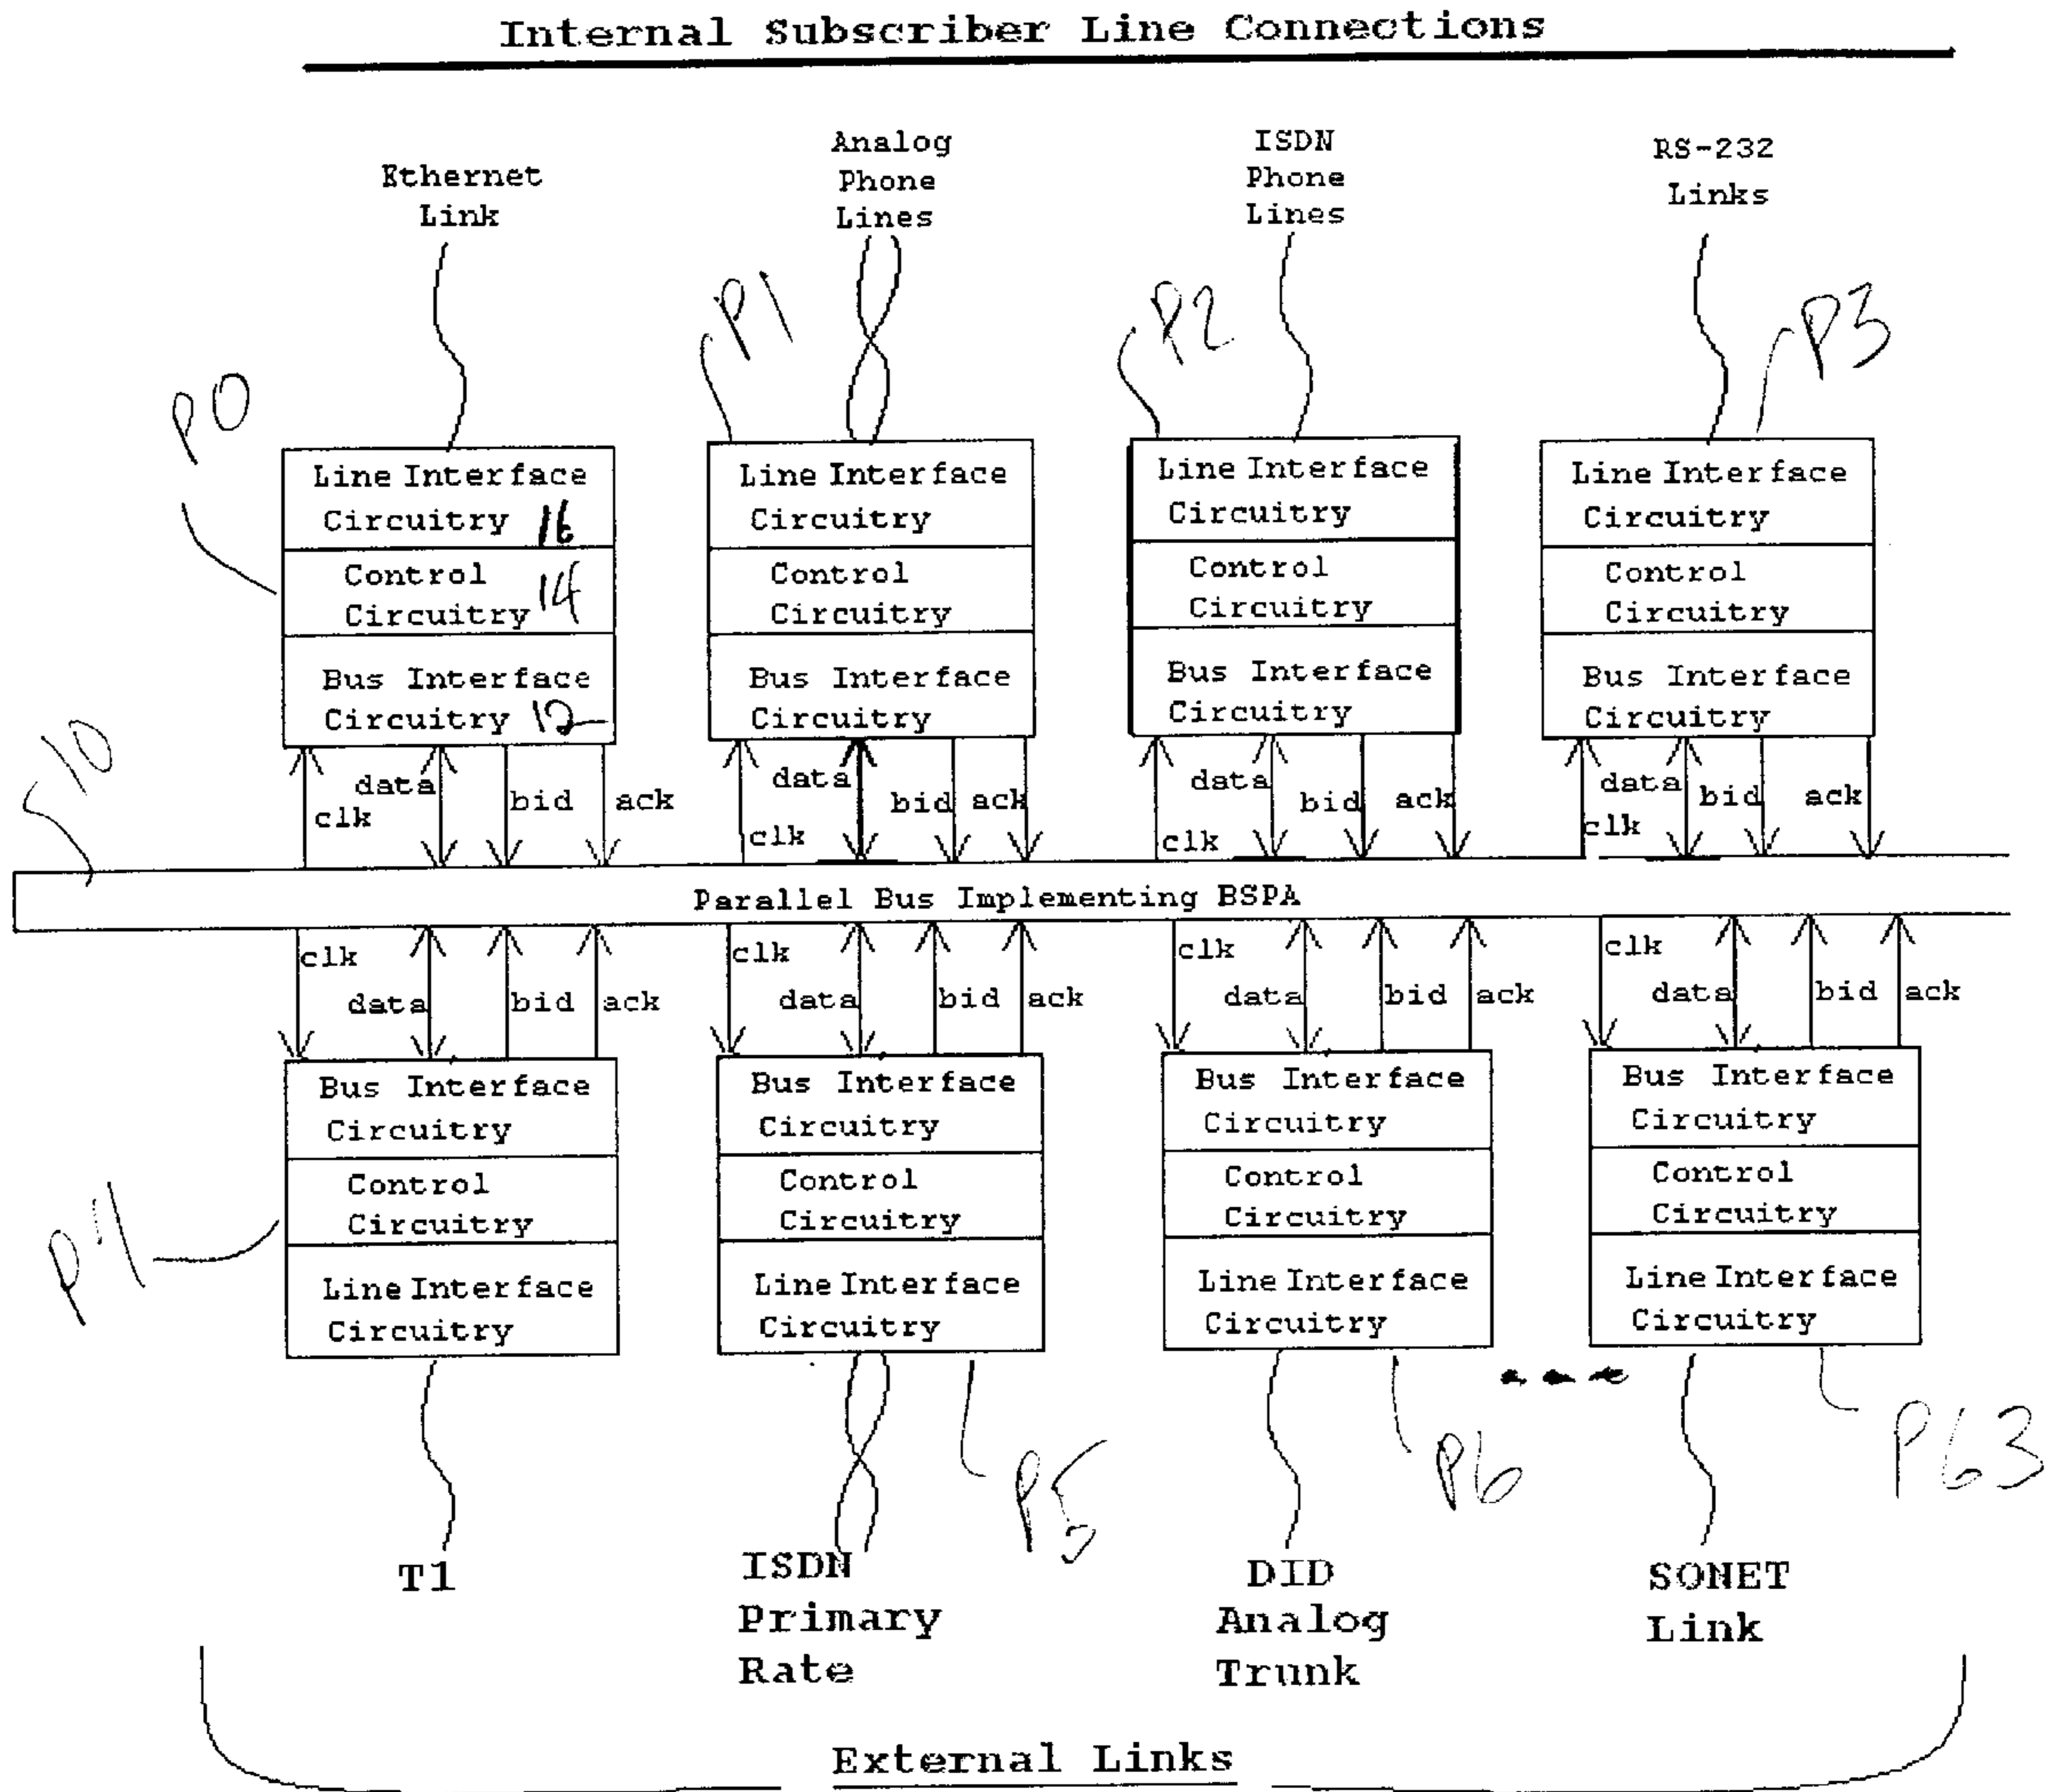 Internal Subscriber Line Connections
Ethernet
Link
Analog
Phone
Lines
ISDN
Phone
Lines
RS-232
Links
P0
P1
P2
P3
Line Interface
Circuitry 16
Control
Circuitry 14
Bus Interface
Circuitry 12
Line Interface
Circuitry
Control
Circuitry
Bus Interface
Circuitry
Line Interface
Circuitry
Control
Circuitry
Bus Interface
Circuitry
Line Interface
Circuitry
Control
Circuitry
Bus Interface
Circuitry
10
clk data bid ack
clk data bid ack
clk data bid ack
clk data bid ack
Parallel Bus Implementing BSPA
clk data bid ack
clk data bid ack
clk data bid ack
clk data bid ack
Bus Interface
Circuitry
Control
Circuitry
Line Interface
Circuitry
Bus Interface
Circuitry
Control
Circuitry
Line Interface
Circuitry
Bus Interface
Circuitry
Control
Circuitry
Line Interface
Circuitry
Bus Interface
Circuitry
Control
Circuitry
Line Interface
Circuitry
P4
P5
P6
P63
T1
ISDN
Primary
Rate
DID
Analog
Trunk
SONET
Link
External Links